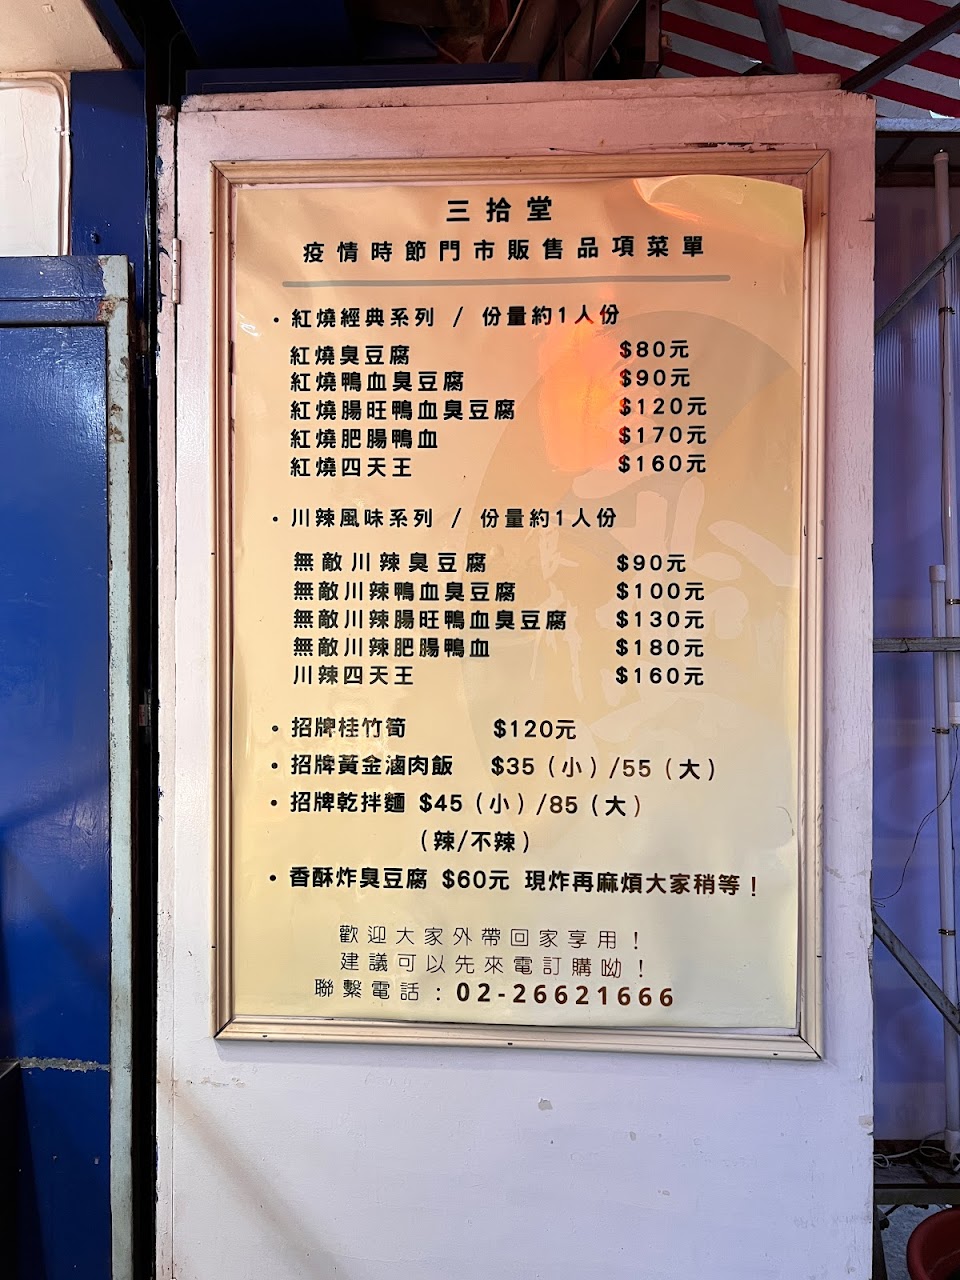 三拾堂
疫情時節門市販售品項菜單
• 紅燒經典系列 / 份量約1人份
紅燒臭豆腐 $80元
紅燒鴨血臭豆腐 $90元
紅燒腸旺鴨血臭豆腐 $120元
紅燒肥腸鴨血 $170元
紅燒四天王 $160元
• 川辣風味系列 / 份量約1人份
無敵川辣臭豆腐 $90元
無敵川辣鴨血臭豆腐 $100元
無敵川辣腸旺鴨血臭豆腐 $130元
無敵川辣肥腸鴨血 $180元
川辣四天王 $160元
• 招牌桂竹筍 $120元
• 招牌黃金滷肉飯 $35（小）/55（大）
• 招牌乾拌麵 $45（小）/85（大）
（辣/不辣）
• 香酥炸臭豆腐 $60元 現炸再麻煩大家稍等！
歡迎大家外帶回家享用！
建議可以先來電訂購呦！
聯繫電話：02-26621666